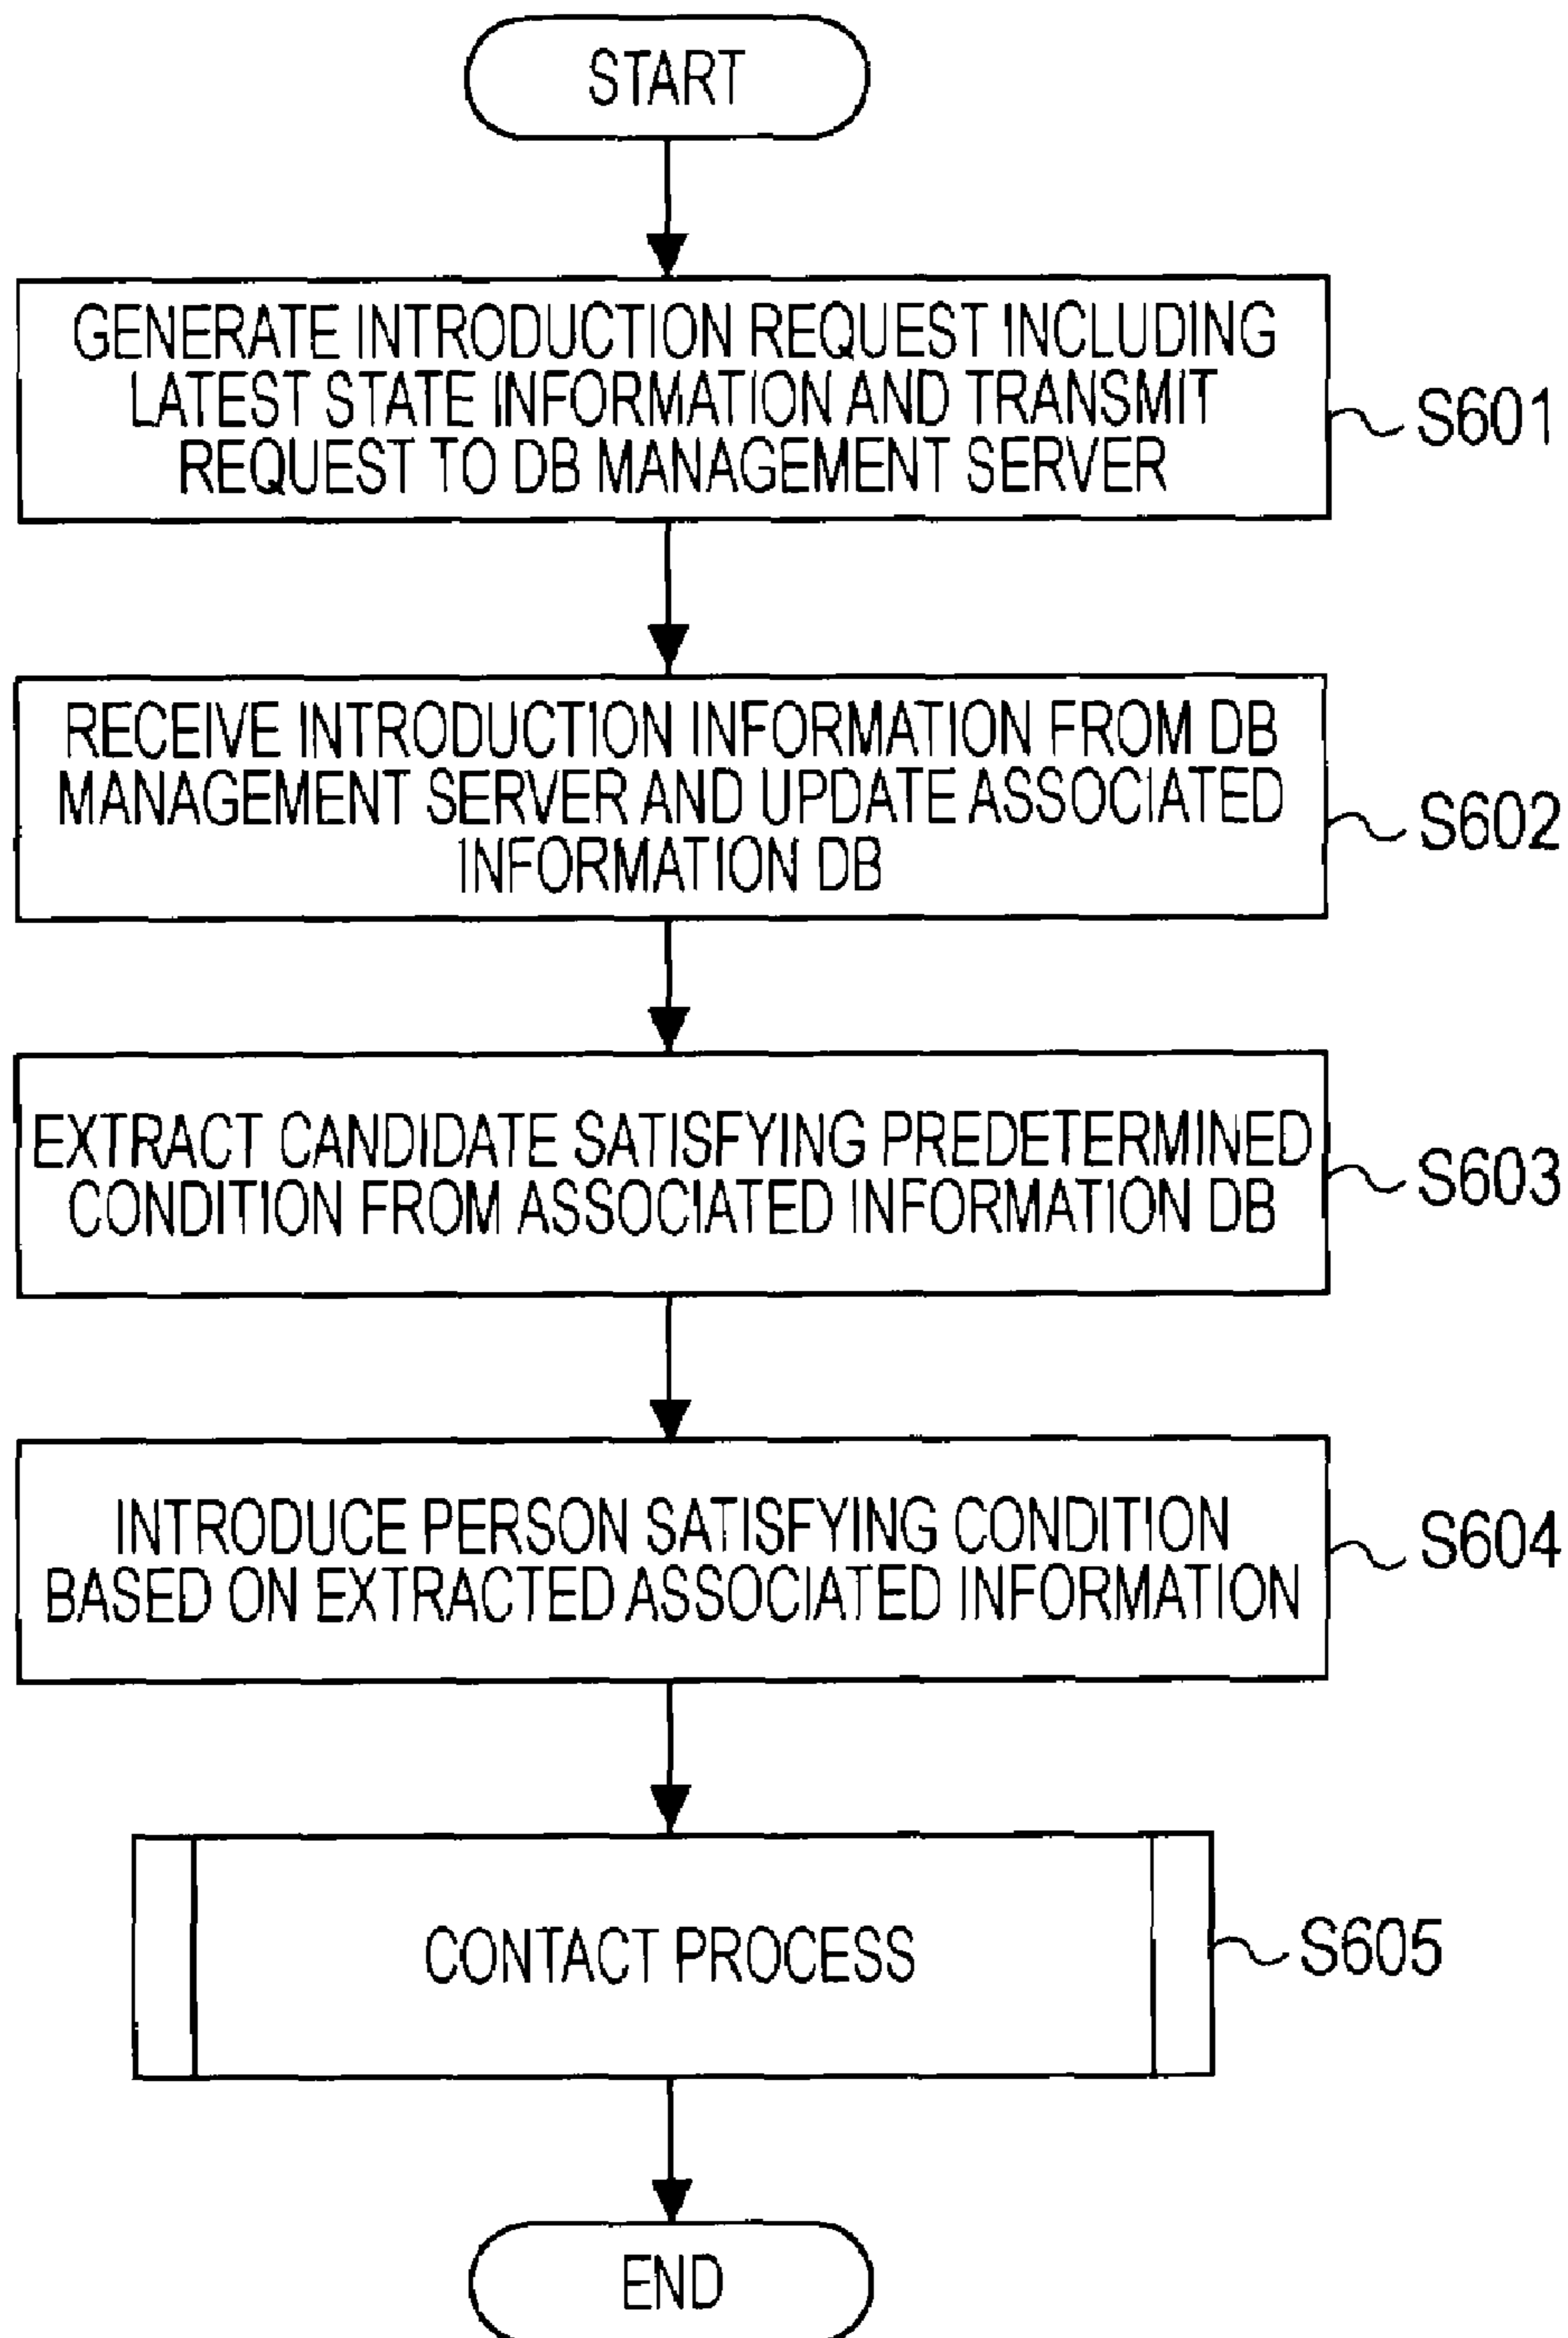 START
GENERATE INTRODUCTION REQUEST INCLUDING
LATEST STATE INFORMATION AND TRANSMIT
REQUEST TO DB MANAGEMENT SERVER
S601
RECEIVE INTRODUCTION INFORMATION FROM DB
MANAGEMENT SERVER AND UPDATE ASSOCIATED
INFORMATION DB
S602
EXTRACT CANDIDATE SATISFYING PREDETERMINED
CONDITION FROM ASSOCIATED INFORMATION DB
S603
INTRODUCE PERSON SATISFYING CONDITION
BASED ON EXTRACTED ASSOCIATED INFORMATION
S604
CONTACT PROCESS
S605
END